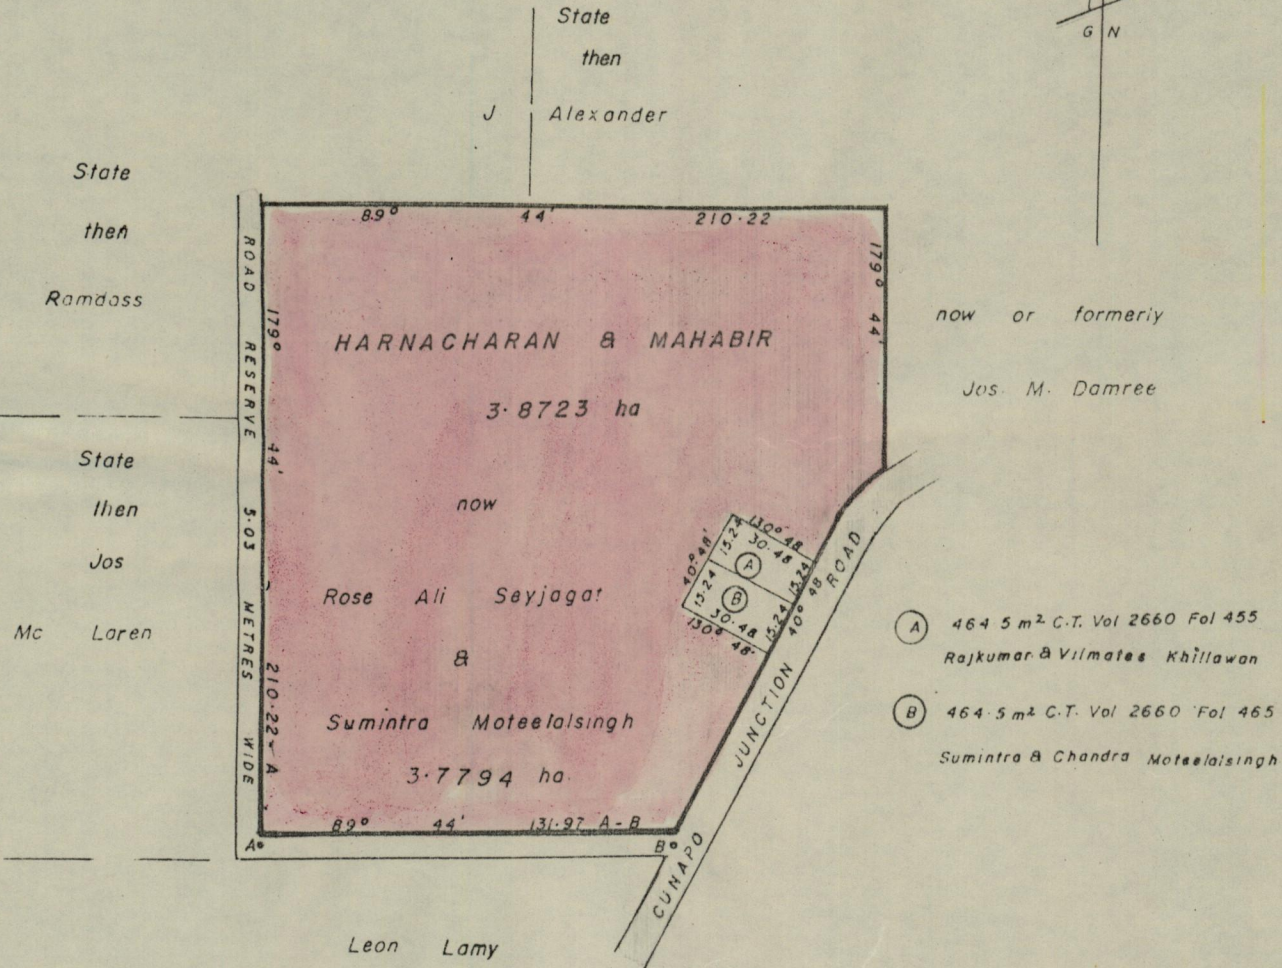 State
then
J Alexander
G N
State
then
Ramdass
89° 44' 210·22
179° 44'
ROAD RESERVE 5·03 METRES WIDE
179° 44' 210·22 A
HARNACHARAN & MAHABIR
3·8723 ha
now or formerly
Jos. M. Damree
State
then
Jos
Mc Laren
now
Rose Ali Seyjagat
&
Sumintra Moteelalsingh
3·7794 ha.
130° 48'
30·48
15·24
40° 48'
A
15·24
15·24
B
30·48
130° 48'
15·24
40° 48
A 464 5 m² C.T. Vol 2660 Fol 455
Rajkumar & Vilmatee Khillawan
B 464·5 m² C.T. Vol 2660 Fol 465
Sumintra & Chandra Moteelalsingh
89° 44' 131·97 A-B
A
B
CUNAPO JUNCTION ROAD
Leon Lamy